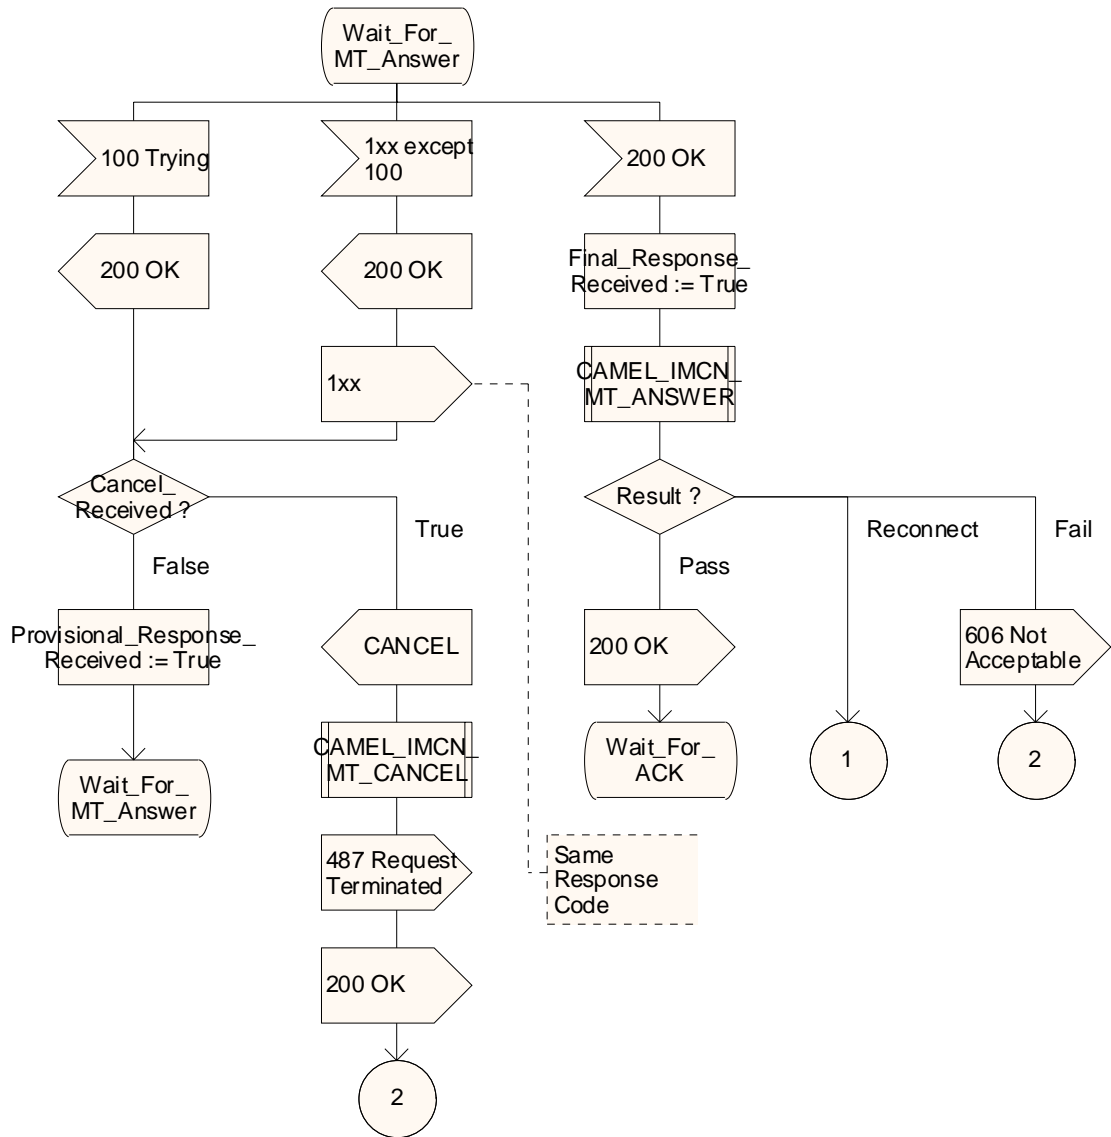 Wait_For_
MT_Answer
100 Trying
1xx except
100
200 OK
200 OK
200 OK
Final_Response_
Received := True
1xx
CAMEL_IMCN_
MT_ANSWER
Cancel_
Received ?
Result ?
True
Reconnect
Fail
False
Pass
Provisional_Response_
Received := True
CANCEL
200 OK
606 Not
Acceptable
CAMEL_IMCN_
MT_CANCEL
Wait_For_
ACK
1
2
Wait_For_
MT_Answer
487 Request
Terminated
Same
Response
Code
200 OK
2